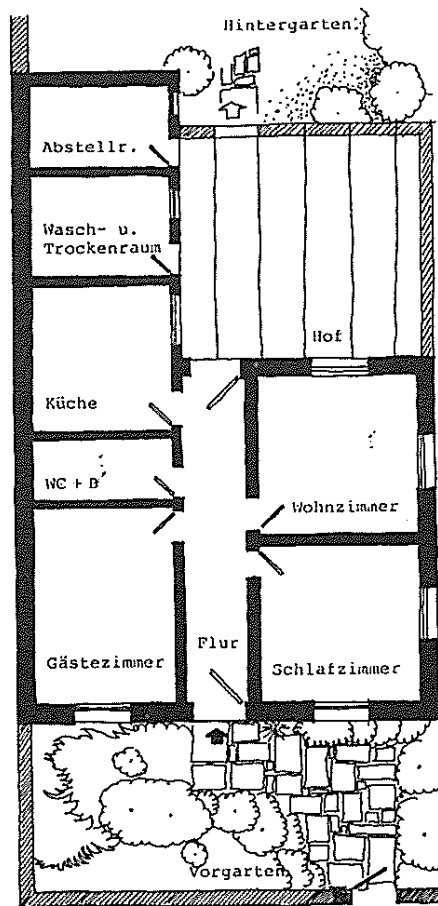 Hintergarten
Abstellr.
Wasch- u.
Trockenraum
Hof
Küche
WC + B
Wohnzimmer
Flur
Gästezimmer
Schlafzimmer
Vorgarten